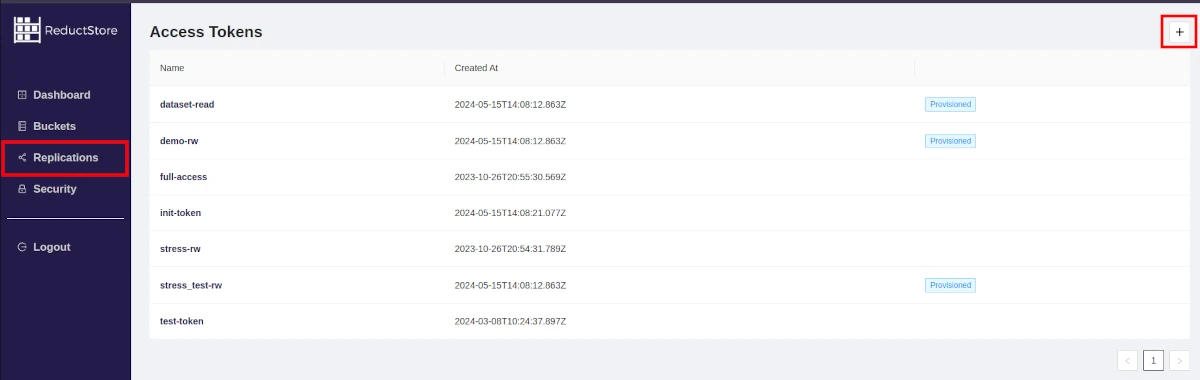 ReductStore
Dashboard
Buckets
Replications
Security
Logout
Access Tokens
+
Name Created At
dataset-read 2024-05-15T14:08:12.863Z Provisioned
demo-rw 2024-05-15T14:08:12.863Z Provisioned
full-access 2023-10-26T20:55:30.569Z
init-token 2024-05-15T14:08:21.077Z
stress-rw 2023-10-26T20:54:31.789Z
stress_test-rw 2024-05-15T14:08:12.863Z Provisioned
test-token 2024-03-08T10:24:37.897Z
< 1 >